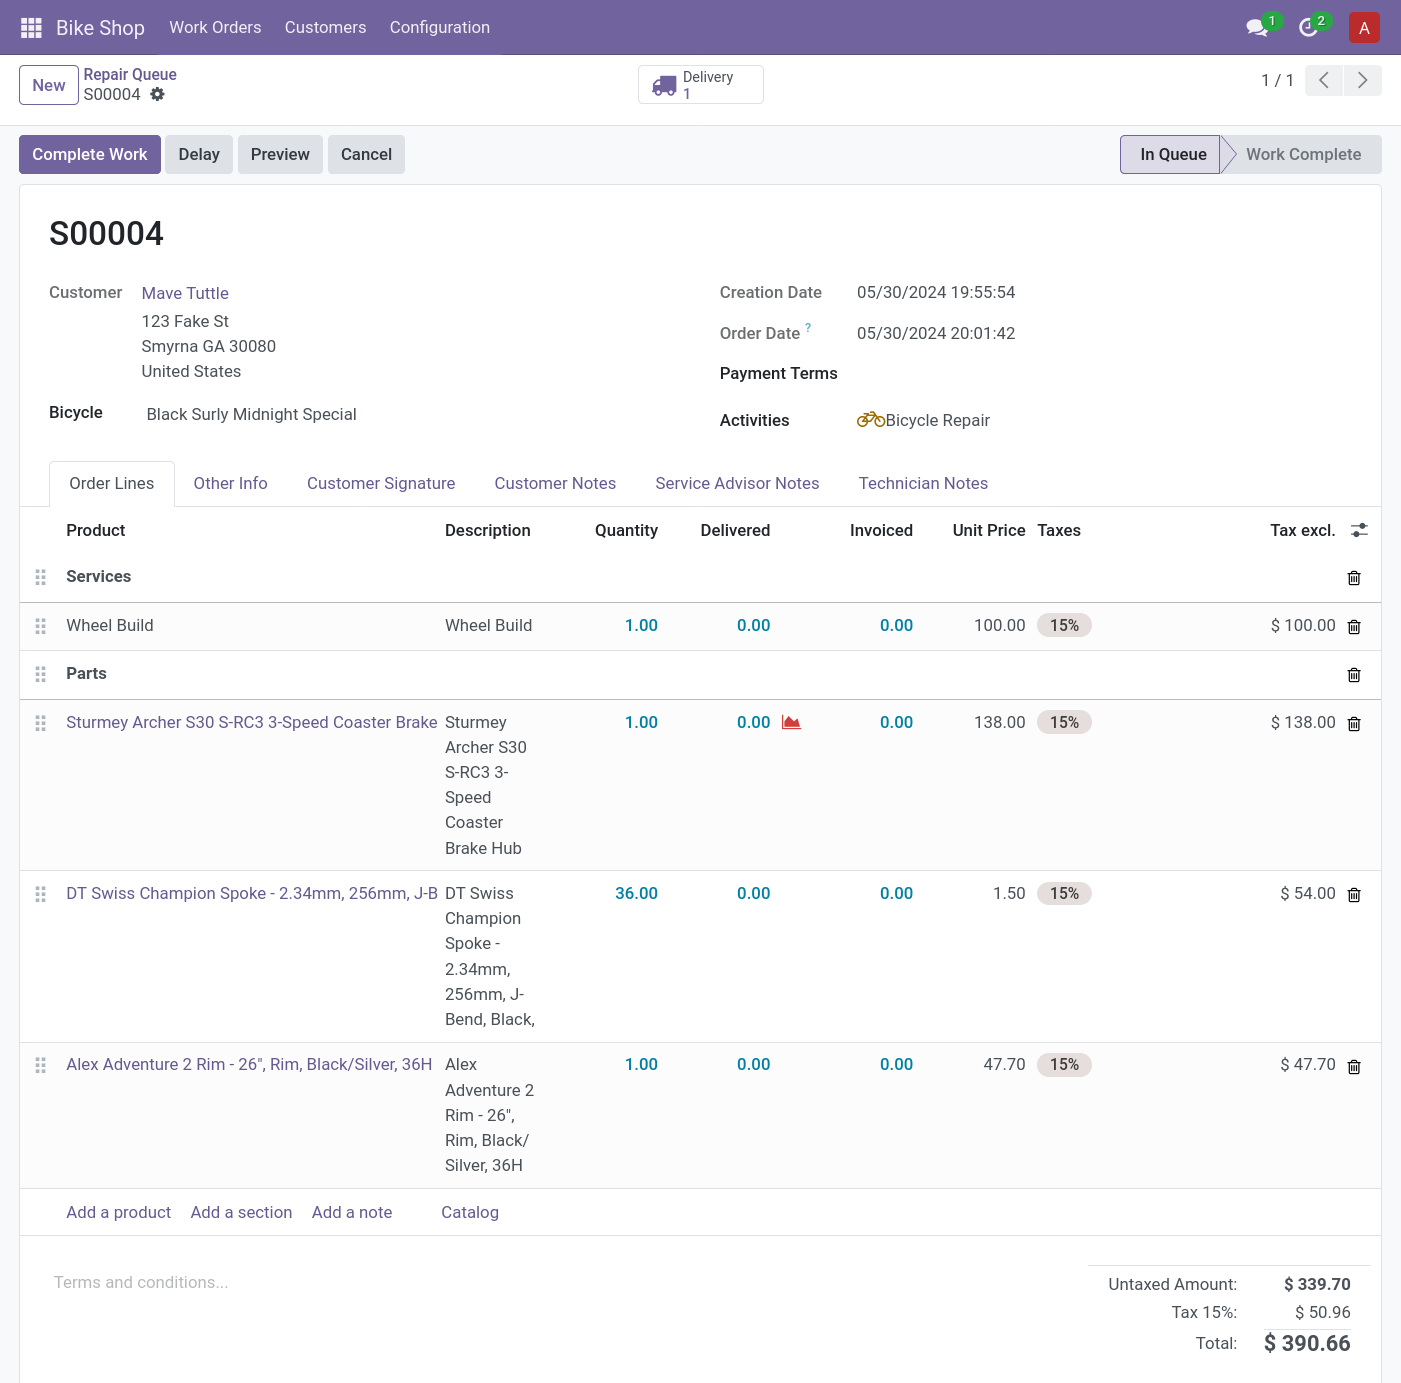 Bike Shop Work Orders Customers Configuration 1 2 A
New Repair Queue Delivery 1 / 1
S00004 1
Complete Work Delay Preview Cancel In Queue Work Complete
S00004
Customer Mave Tuttle Creation Date 05/30/2024 19:55:54
123 Fake St
Smyrna GA 30080 Order Date ? 05/30/2024 20:01:42
United States Payment Terms
Bicycle Black Surly Midnight Special Activities Bicycle Repair
Order Lines Other Info Customer Signature Customer Notes Service Advisor Notes Technician Notes
Product Description Quantity Delivered Invoiced Unit Price Taxes Tax excl.
Services
Wheel Build Wheel Build 1.00 0.00 0.00 100.00 15% $ 100.00
Parts
Sturmey Archer S30 S-RC3 3-Speed Coaster Brake Sturmey 1.00 0.00 0.00 138.00 15% $ 138.00
Archer S30
S-RC3 3-
Speed
Coaster
Brake Hub
DT Swiss Champion Spoke - 2.34mm, 256mm, J-B DT Swiss 36.00 0.00 0.00 1.50 15% $ 54.00
Champion
Spoke -
2.34mm,
256mm, J-
Bend, Black,
Alex Adventure 2 Rim - 26", Rim, Black/Silver, 36H Alex 1.00 0.00 0.00 47.70 15% $ 47.70
Adventure 2
Rim - 26",
Rim, Black/
Silver, 36H
Add a product Add a section Add a note Catalog
Terms and conditions... Untaxed Amount: $ 339.70
Tax 15%: $ 50.96
Total: $ 390.66